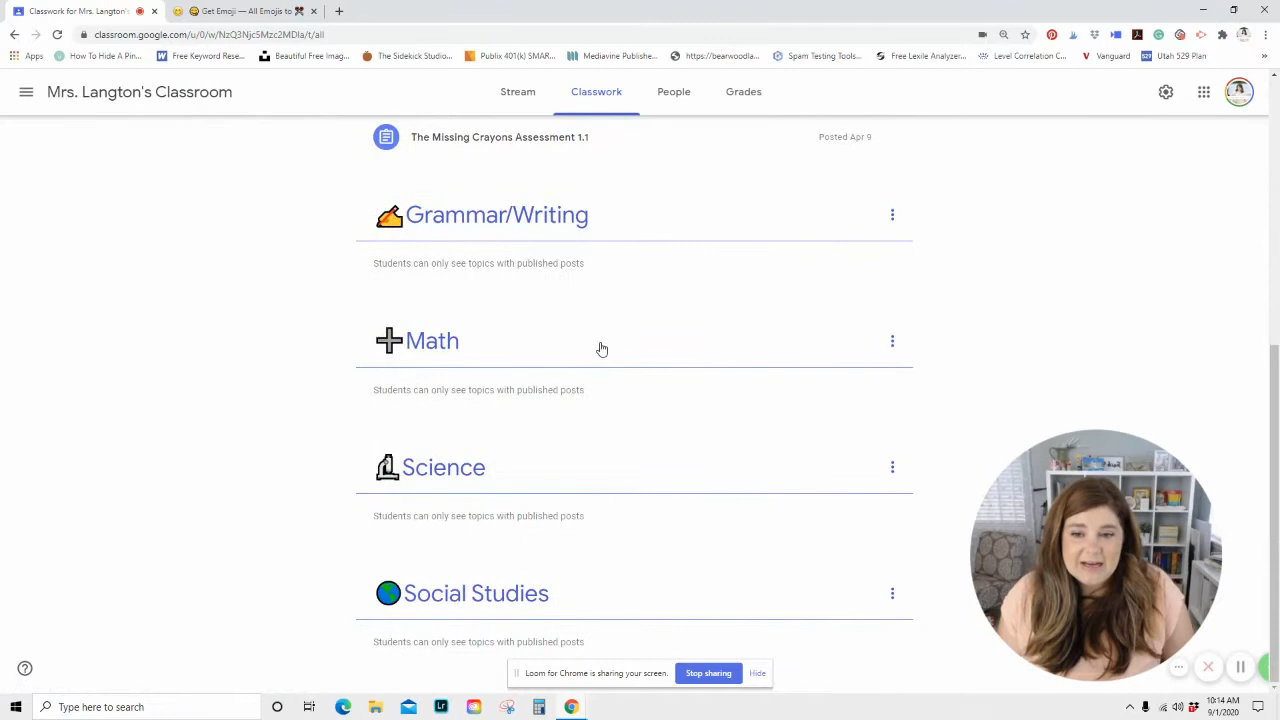 Classwork for Mrs. Langton's
Get Emoji — All Emojis to
classroom.google.com/u/0/w/NzQ3Njc5Mzc2MDla/t/all
Apps
How To Hide A Pin...
Free Keyword Rese...
Beautiful Free Imag...
The Sidekick Studio...
Publix 401(k) SMAR...
Mediavine Publishe...
https://bearwoodla...
Spam Testing Tools...
Free Lexile Analyzer...
Level Correlation C...
Vanguard
Utah 529 Plan
Mrs. Langton's Classroom
Stream
Classwork
People
Grades
The Missing Crayons Assessment 1.1
Posted Apr 9
Grammar/Writing
Students can only see topics with published posts
Math
Students can only see topics with published posts
Science
Students can only see topics with published posts
Social Studies
Students can only see topics with published posts
Loom for Chrome is sharing your screen.
Stop sharing
Hide
Type here to search
10:14 AM
9/1/2020